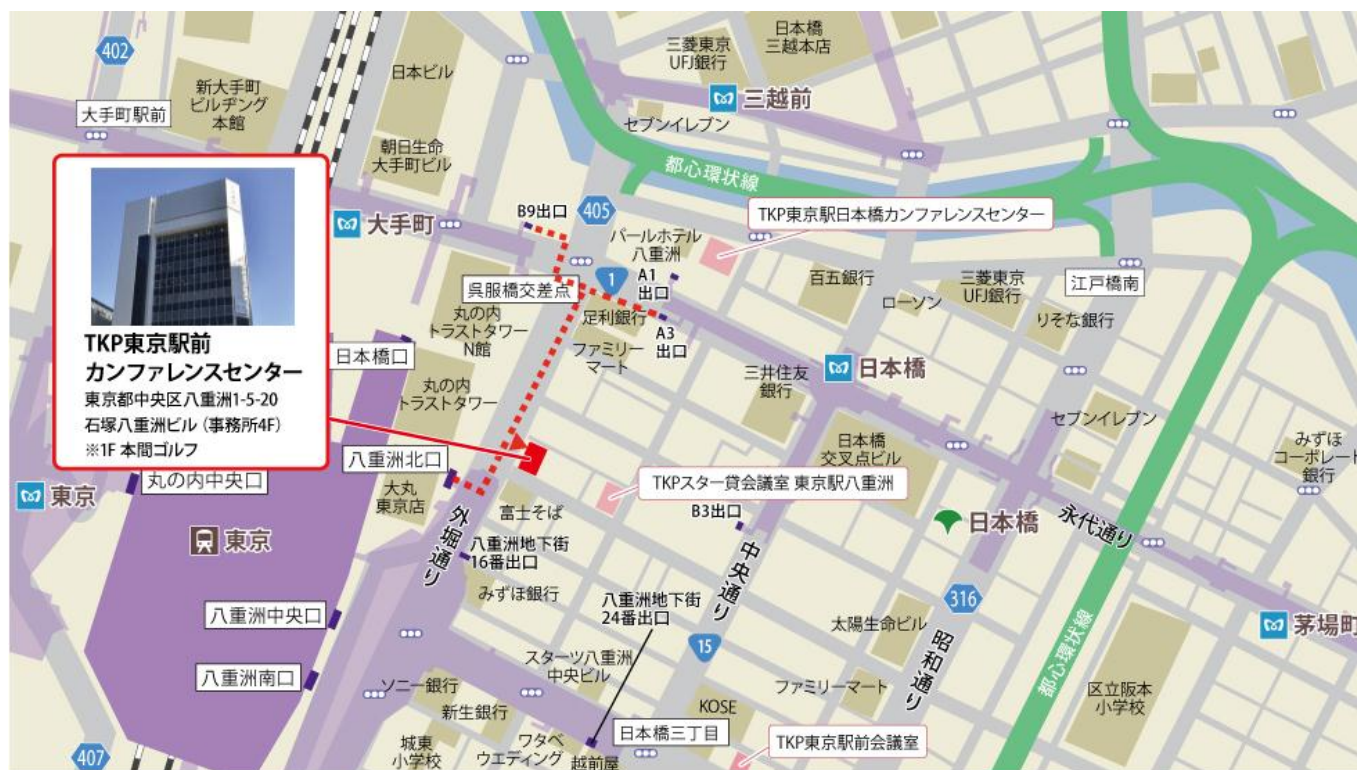 402
大手町駅前
新大手町
ビルヂング
本館
日本ビル
朝日生命
大手町ビル
三菱東京
UFJ銀行
日本橋
三越本店
三越前
セブンイレブン
都心環状線
TKP東京駅日本橋カンファレンスセンター
B9出口
405
大手町
パールホテル
八重洲
A1
出口
1
呉服橋交差点
足利銀行
A3
出口
百五銀行
ローソン
三菱東京
UFJ銀行
江戸橋南
りそな銀行
丸の内
トラストタワー
N館
ファミリー
マート
日本橋口
丸の内
トラストタワー
三井住友
銀行
日本橋
セブンイレブン
みずほ
コーポレート
銀行
TKP東京駅前
カンファレンスセンター
東京都中央区八重洲1-5-20
石塚八重洲ビル (事務所4F)
※1F 本間ゴルフ
日本橋
交叉点ビル
八重洲北口
丸の内中央口
東京
東京
大丸
東京店
TKPスター貸会議室 東京駅八重洲
富士そば
B3出口
日本橋
永代通り
外堀通り
八重洲地下街
16番出口
中央通り
みずほ銀行
八重洲地下街
24番出口
316
昭和通り
太陽生命ビル
茅場町
八重洲中央口
15
スターツ八重洲
中央ビル
八重洲南口
ソニー銀行
新生銀行
ファミリーマート
都心環状線
区立阪本
小学校
KOSE
日本橋三丁目
TKP東京駅前会議室
城東
小学校
ワタベ
ウエディング
越前屋
407